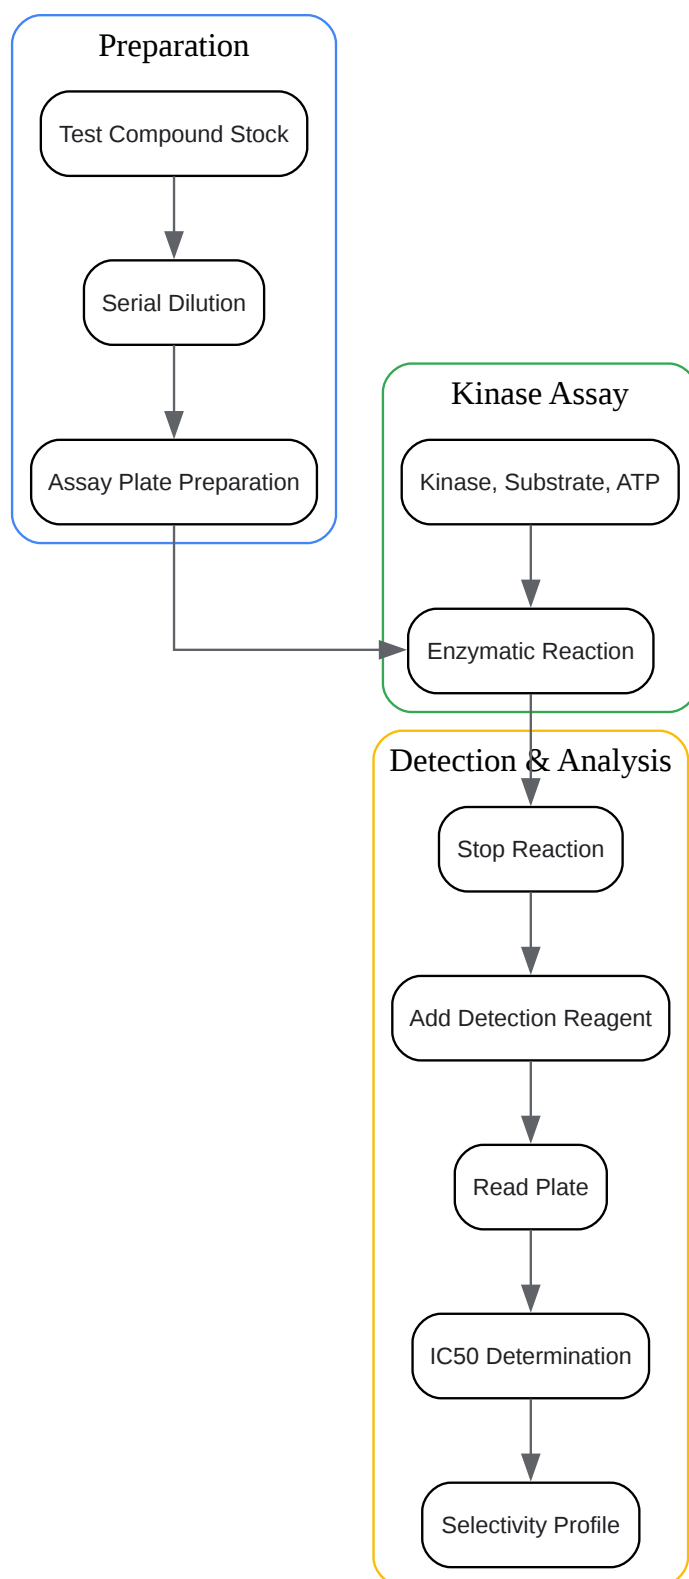 Preparation
Test Compound Stock
Serial Dilution
Assay Plate Preparation
Kinase Assay
Kinase, Substrate, ATP
Enzymatic Reaction
Detection & Analysis
Stop Reaction
Add Detection Reagent
Read Plate
IC50 Determination
Selectivity Profile